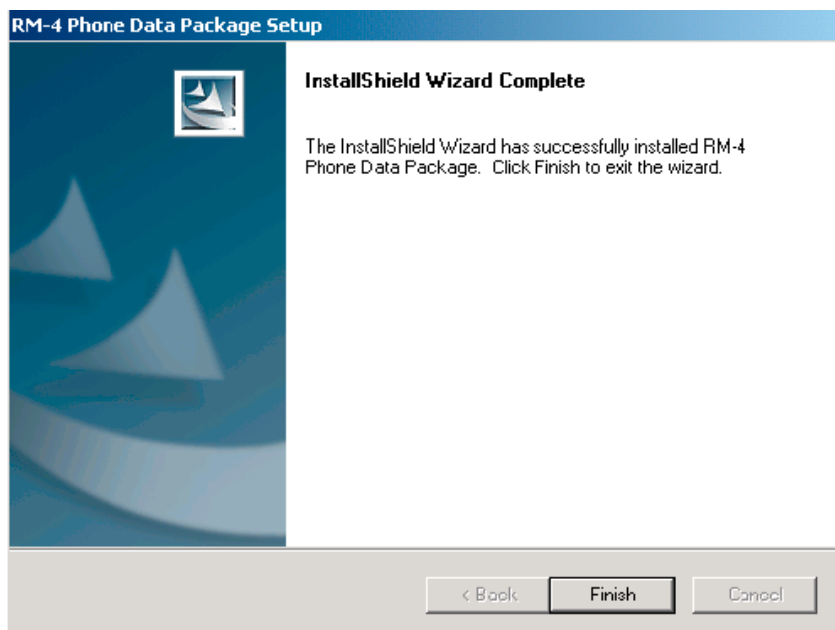 RM-4 Phone Data Package Setup
InstallShield Wizard Complete
The InstallShield Wizard has successfully installed RM-4
Phone Data Package. Click Finish to exit the wizard.
< Back
Finish
Cancel